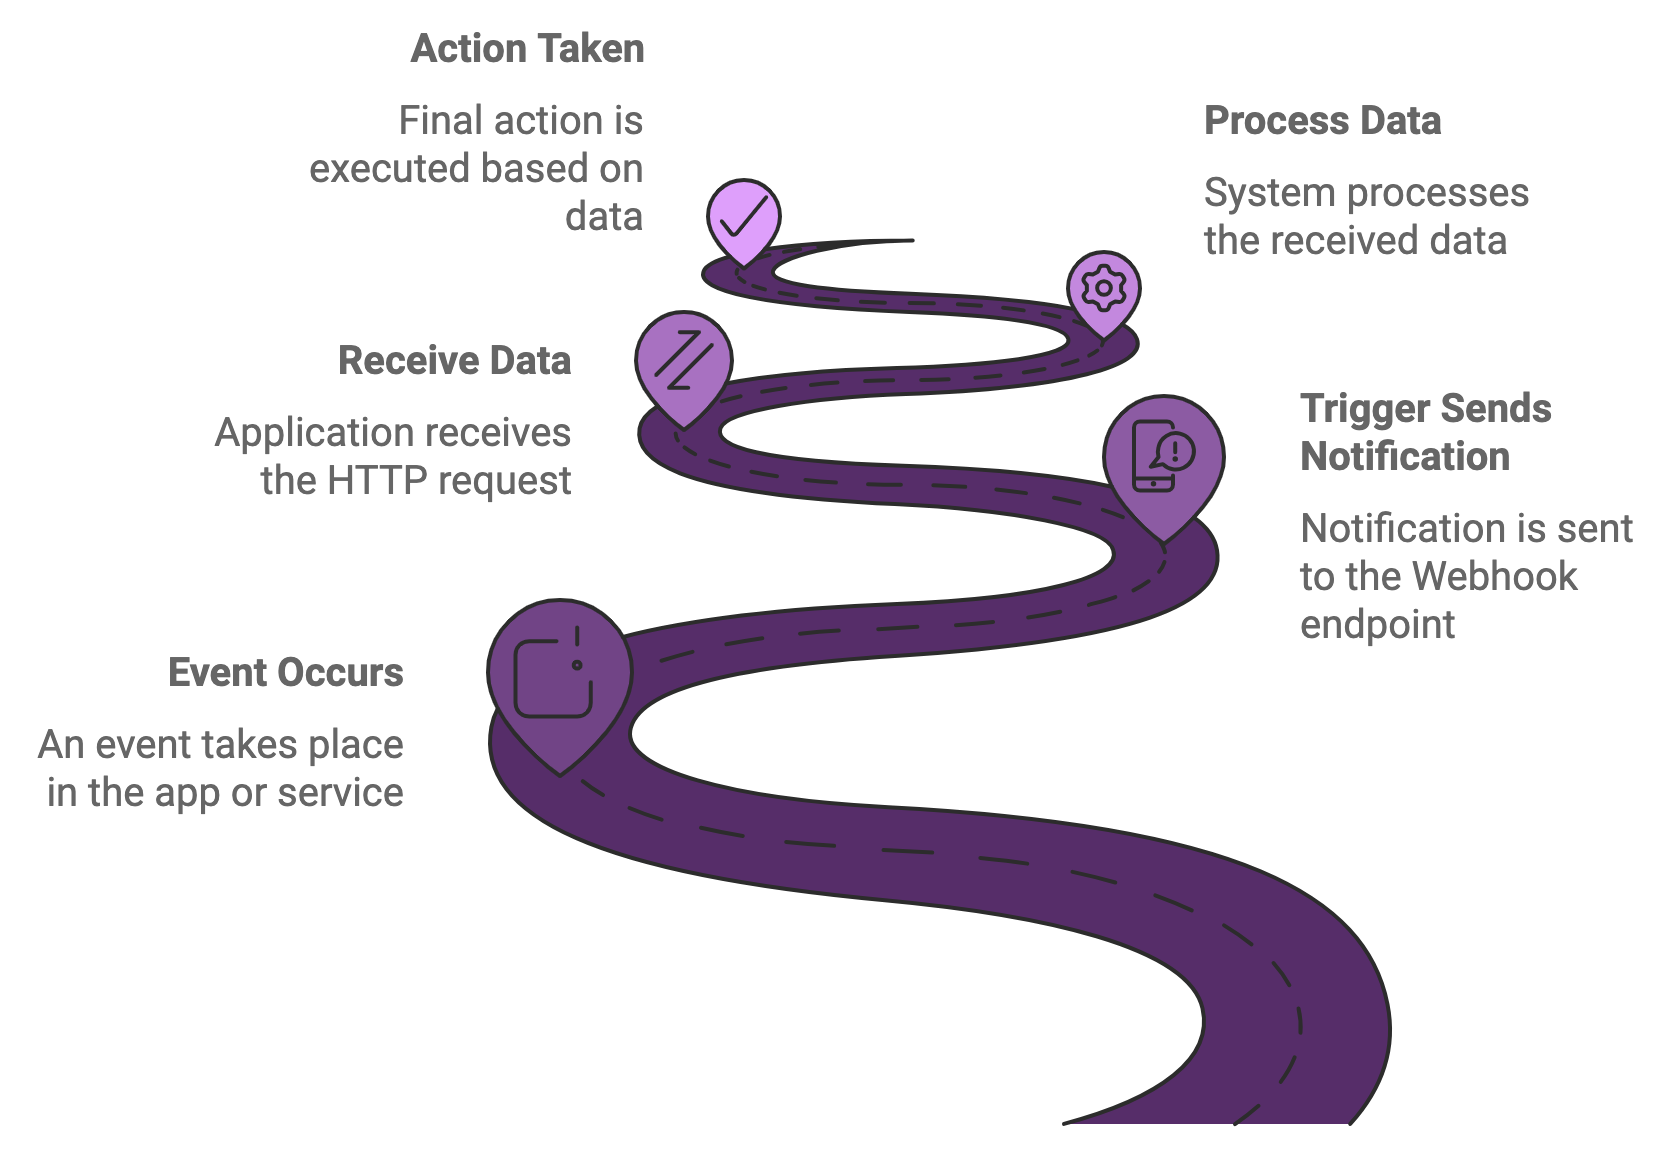 Action Taken
Final action is
executed based on
data
Process Data
System processes
the received data
Receive Data
Application receives
the HTTP request
Trigger Sends
Notification
Notification is sent
to the Webhook
endpoint
Event Occurs
An event takes place
in the app or service